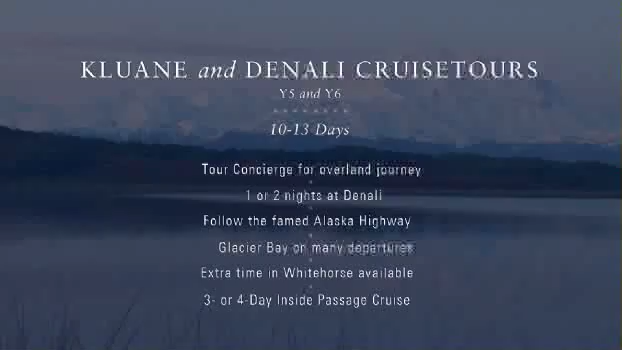 KLUANE and DENALI CRUISETOURS
Y5 and Y6
10-13 Days
Tour Concierge for overland journey
1 or 2 nights at Denali
Follow the famed Alaska Highway
Glacier Bay on many departures
Extra time in Whitehorse available
3- or 4-Day Inside Passage Cruise